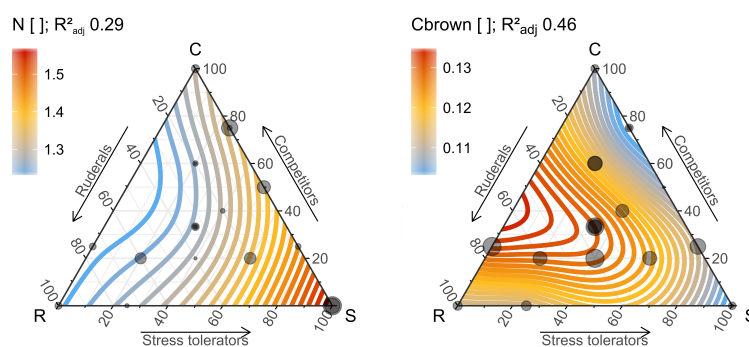 N [ ]; R²adj 0.29
1.5
1.4
1.3
C
100
80
60
40
20
20
40
60
80
100
20
40
60
80
100
R
S
Ruderals
Competitors
Stress tolerators
Cbrown [ ]; R²adj 0.46
0.13
0.12
0.11
C
100
80
60
40
20
20
40
60
80
100
20
40
60
80
100
R
S
Ruderals
Competitors
Stress tolerators